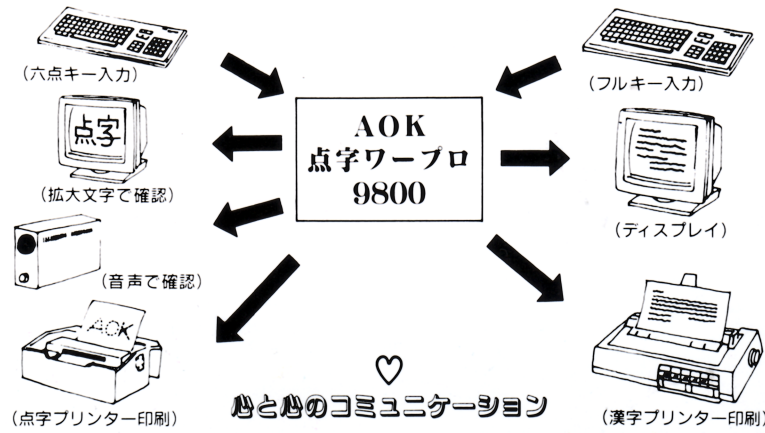 (六点キー入力)
(フルキー入力)
点字
(拡大文字で確認)
AOK
点字ワープロ
9800
(ディスプレイ)
(音声で確認)
AOK
(点字プリンター印刷)
♡
心と心のコミュニケーション
(漢字プリンター印刷)